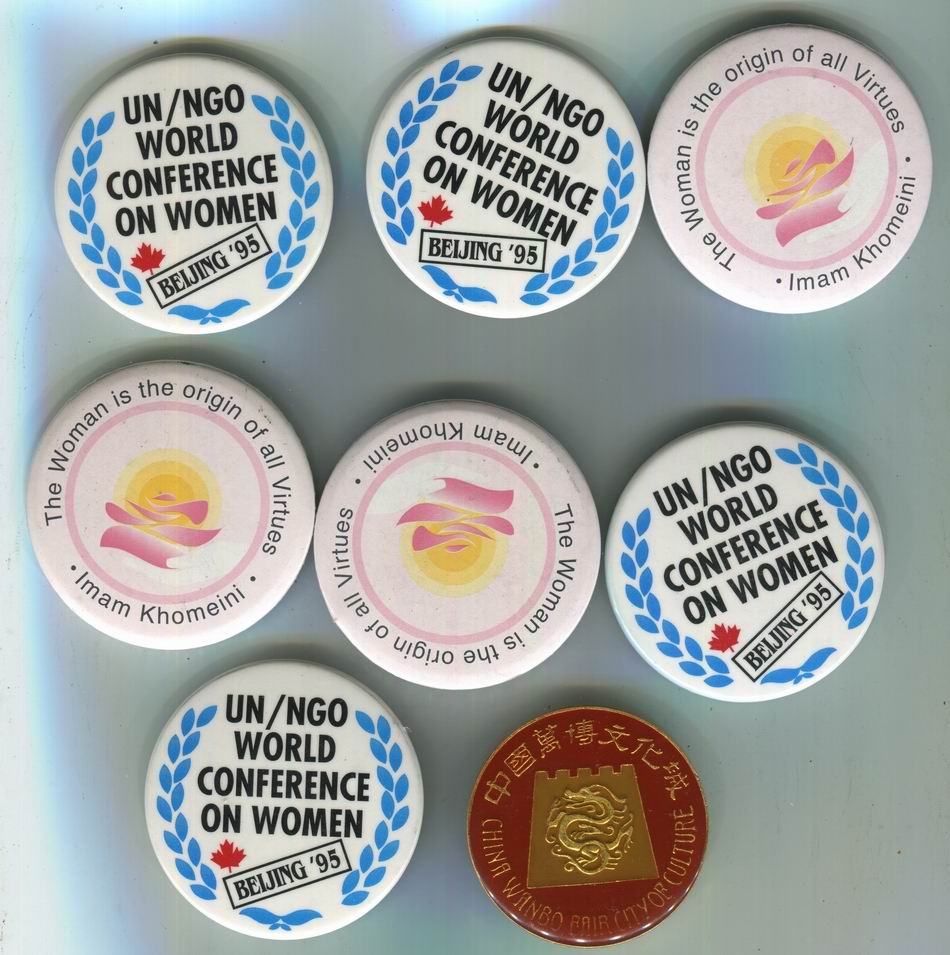 UN/NGO
WORLD
CONFERENCE
ON WOMEN
BEIJING '95
UN/NGO
WORLD
CONFERENCE
ON WOMEN
BEIJING '95
The Woman is the origin of all Virtues
• Imam Khomeini •
The Woman is the origin of all Virtues
• Imam Khomeini •
The Woman is the origin of all Virtues
• Imam Khomeini •
UN/NGO
WORLD
CONFERENCE
ON WOMEN
BEIJING '95
UN/NGO
WORLD
CONFERENCE
ON WOMEN
BEIJING '95
中國萬博文化城
CHINA WANBO FAIR CITY OF CULTURE